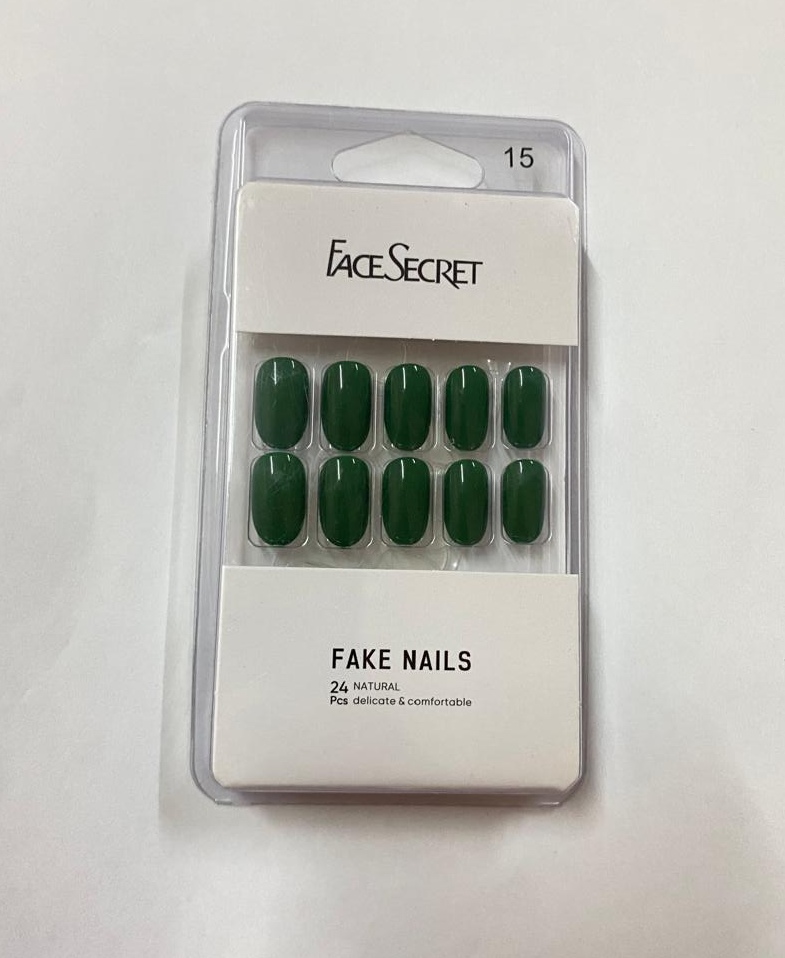 15
FACESECRET
FAKE NAILS
24 NATURAL
Pcs delicate & comfortable